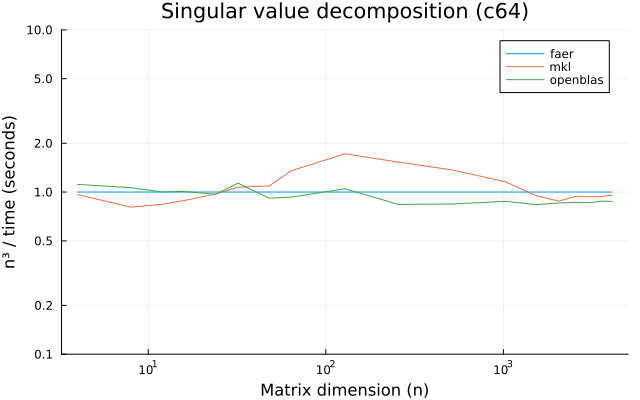 Singular value decomposition (c64)
n³ / time (seconds)
10.0
5.0
2.0
1.0
0.5
0.2
0.1
faer
mkl
openblas
10¹
10²
10³
Matrix dimension (n)